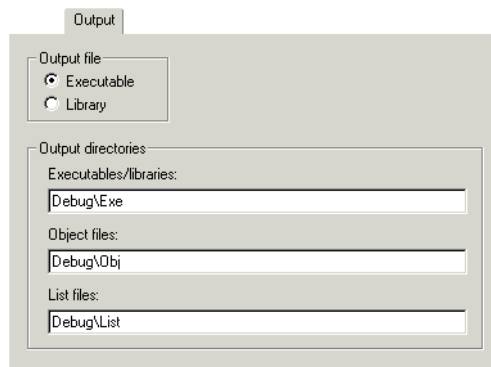 Output
Output file
Executable
Library
Output directories
Executables/libraries:
Debug\Exe
Object files:
Debug\Obj
List files:
Debug\List